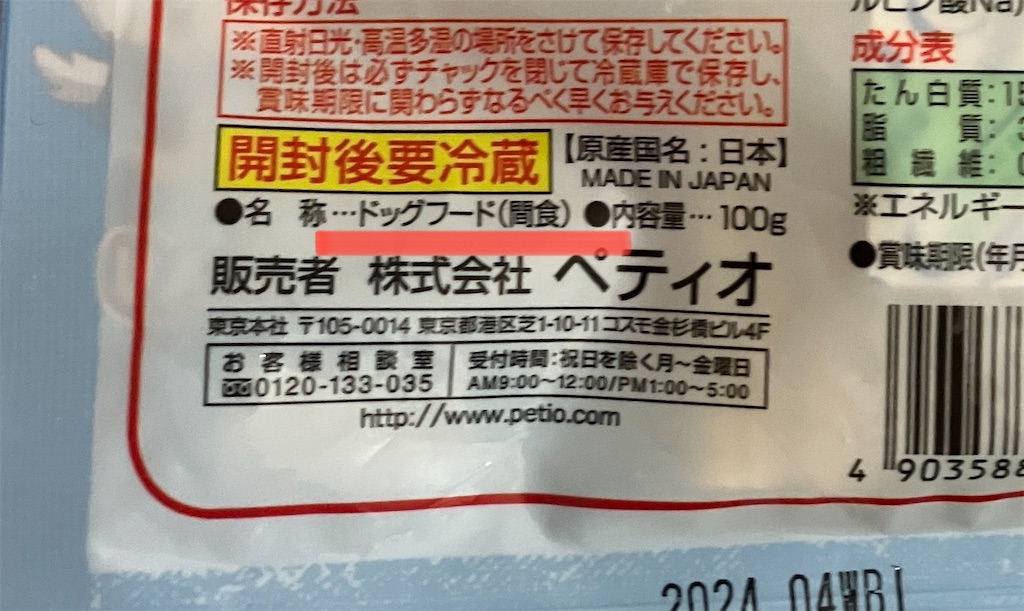 保存方法
※直射日光・高温多湿の場所をさけて保存してください。
※開封後は必ずチャックを閉じて冷蔵庫で保存し、
賞味期限に関わらずなるべく早くお与えください。
開封後要冷蔵
【原産国名：日本】
MADE IN JAPAN
●名 称…ドッグフード(間食) ●内容量…100g
販売者 株式会社 ペティオ
東京本社 〒105-0014 東京都港区芝1-10-11コスモ金杉橋ビル4F
お客様相談室
0120-133-035
受付時間：祝日を除く月～金曜日
AM9:00～12:00/PM1:00～5:00
http://www.petio.com
ルビン酸Na)
成分表
たん白質：
脂 質：
粗繊維：
※エネルギー
●賞味期限(年月
4 903588
2024.04